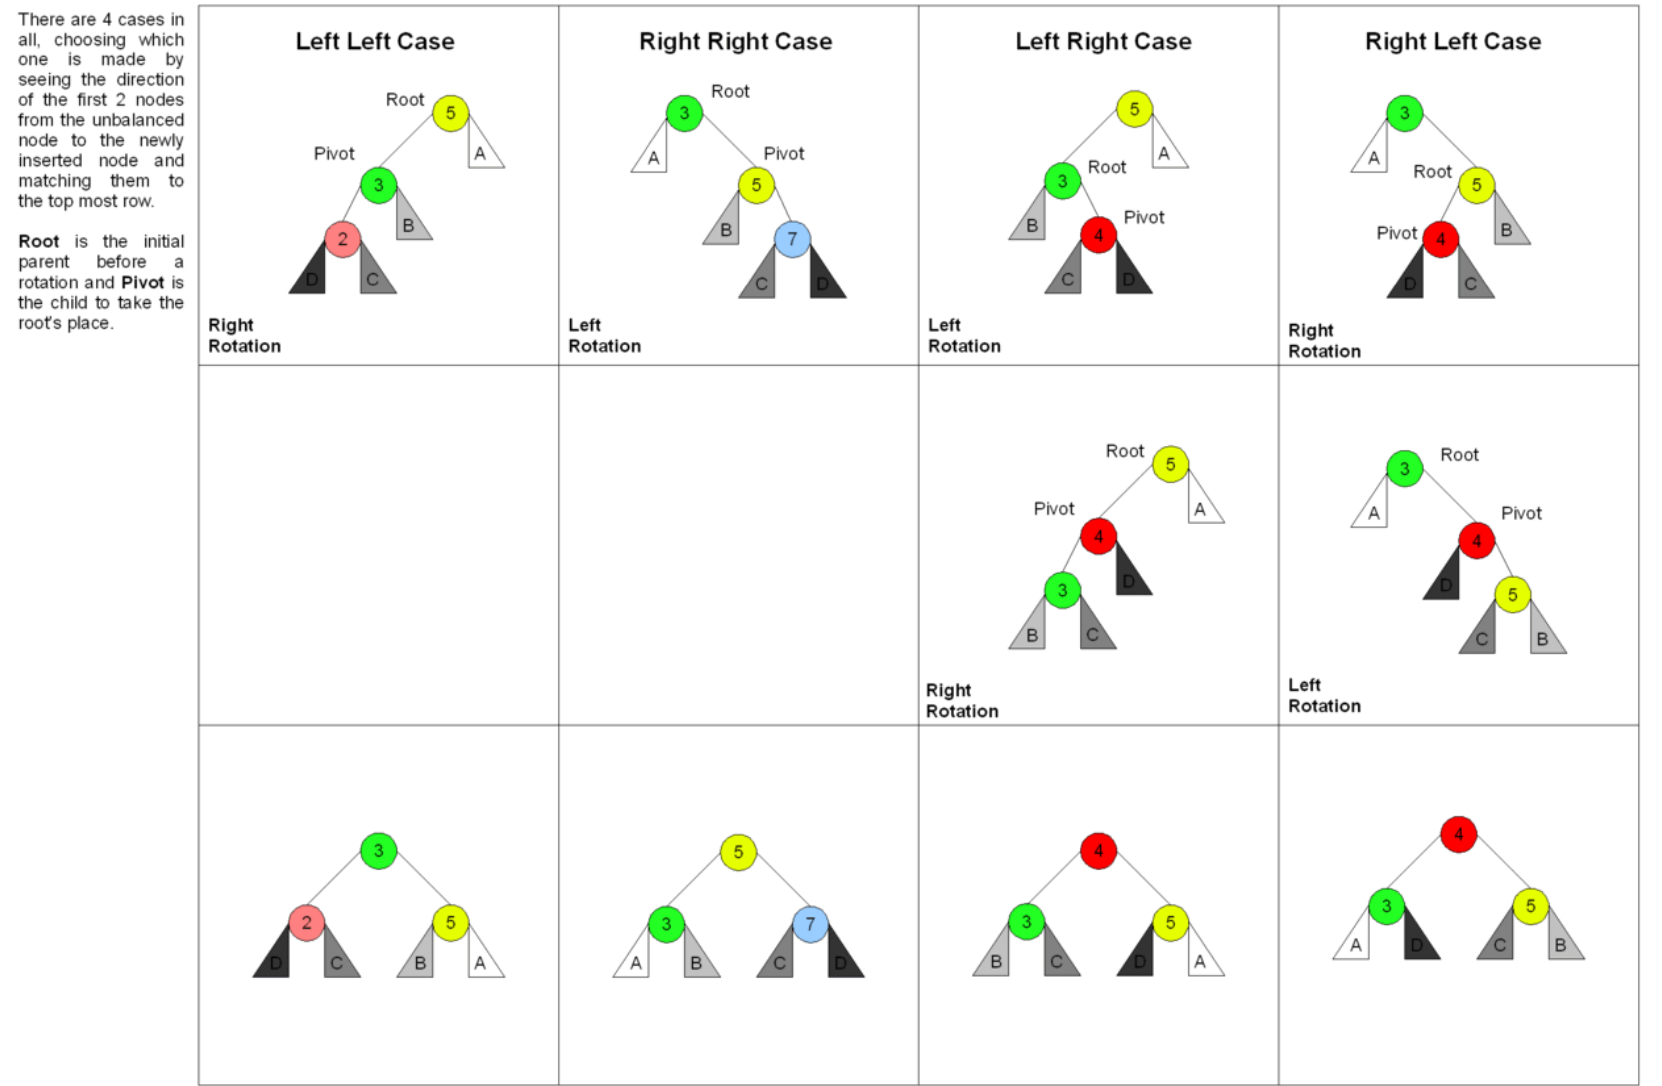 There are 4 cases in
all, choosing which
one is made by
seeing the direction
of the first 2 nodes
from the unbalanced
node to the newly
inserted node and
matching them to
the top most row.
Root is the initial
parent before a
rotation and Pivot is
the child to take the
root's place.
Left Left Case
Root
5
A
Pivot
3
B
2
D
C
Right
Rotation
Right Right Case
Root
3
A
Pivot
5
B
7
C
D
Left
Rotation
Left Right Case
5
A
3
Root
B
Pivot
4
C
D
Left
Rotation
Right Left Case
3
A
Root
5
Pivot
4
B
D
C
Right
Rotation
Root
5
A
Pivot
4
D
3
B
C
Right
Rotation
3
Root
A
Pivot
4
D
5
C
B
Left
Rotation
3
2
5
D
C
B
A
5
3
7
A
B
C
D
4
3
5
B
C
D
A
4
3
5
A
D
C
B